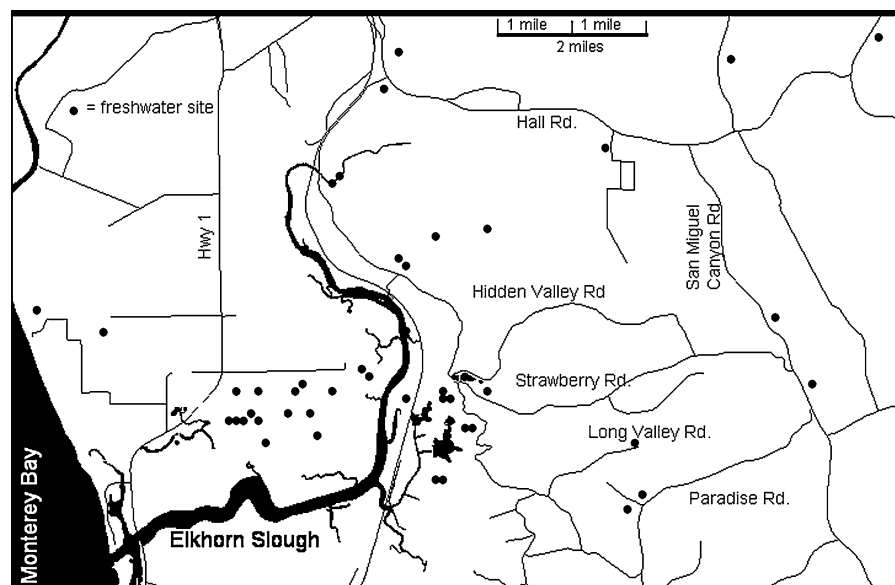 1 mile 1 mile
2 miles
= freshwater site
Hall Rd.
Hwy 1
San Miguel
Canyon Rd
Hidden Valley Rd
Strawberry Rd.
Long Valley Rd.
Paradise Rd.
Monterey Bay
Elkhorn Slough